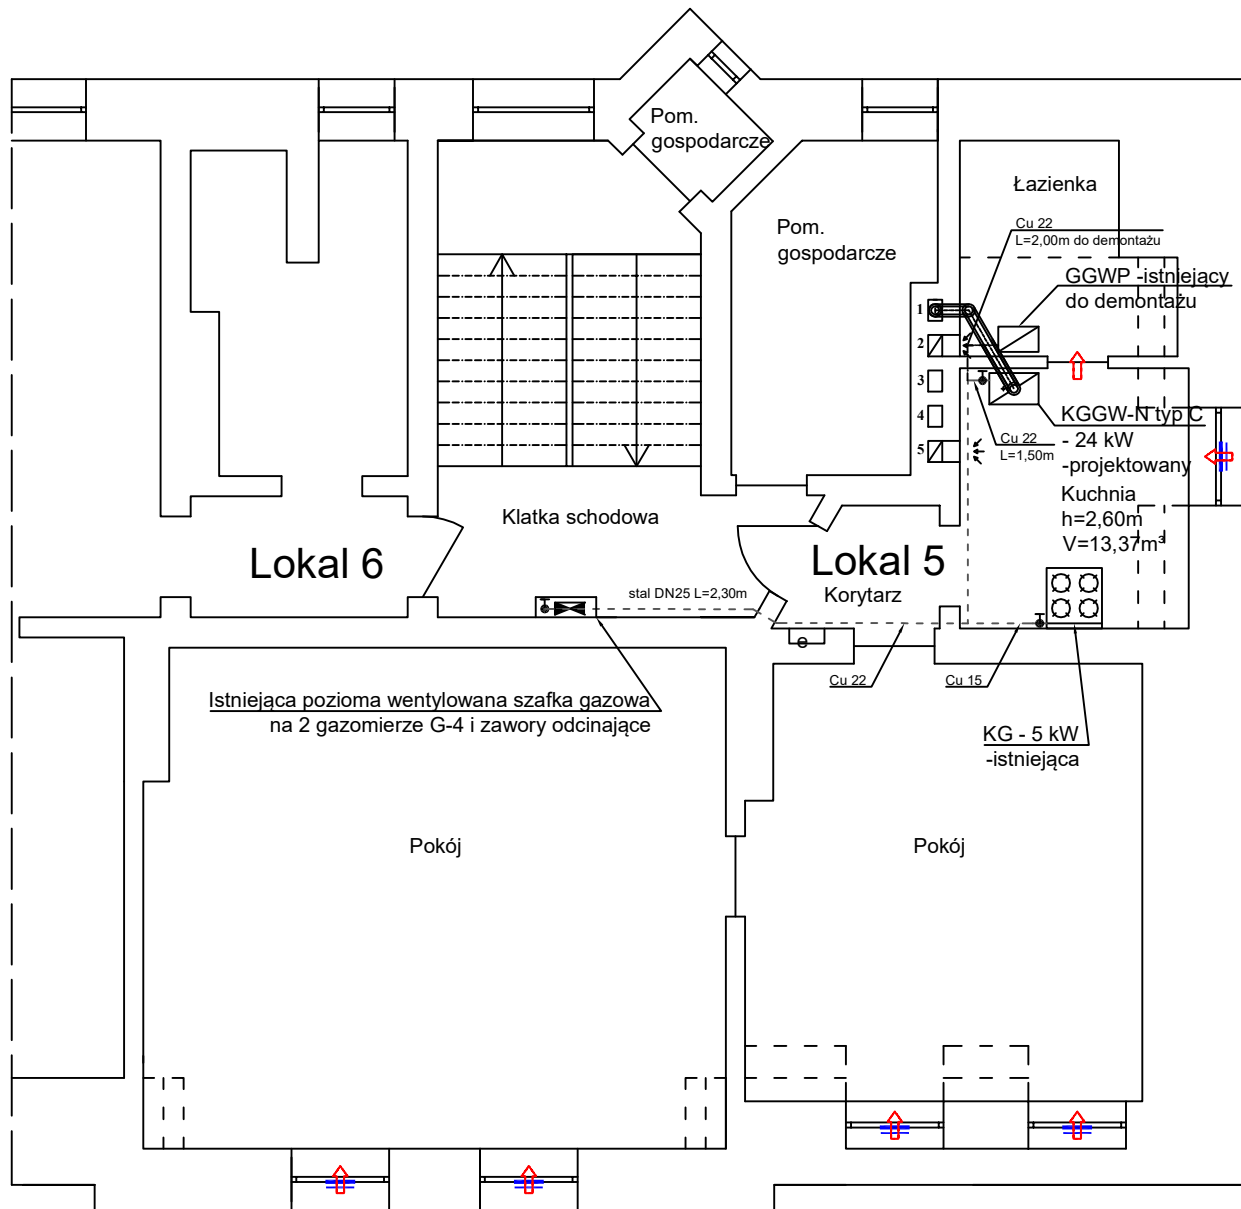 Pom.
gospodarcze
Łazienka
Pom.
gospodarcze
Cu 22
L=2,00m do demontażu
GGWP -istniejący
do demontażu
1
2
3
4
5
KGGW-N typ C
- 24 kW
-projektowany
Cu 22
L=1,50m
Kuchnia
h=2,60m
V=13,37m³
Klatka schodowa
Lokal 6
Lokal 5
Korytarz
stal DN25 L=2,30m
e
Cu 22
Cu 15
Istniejąca pozioma wentylowana szafka gazowa
na 2 gazomierze G-4 i zawory odcinające
KG - 5 kW
-istniejąca
Pokój
Pokój